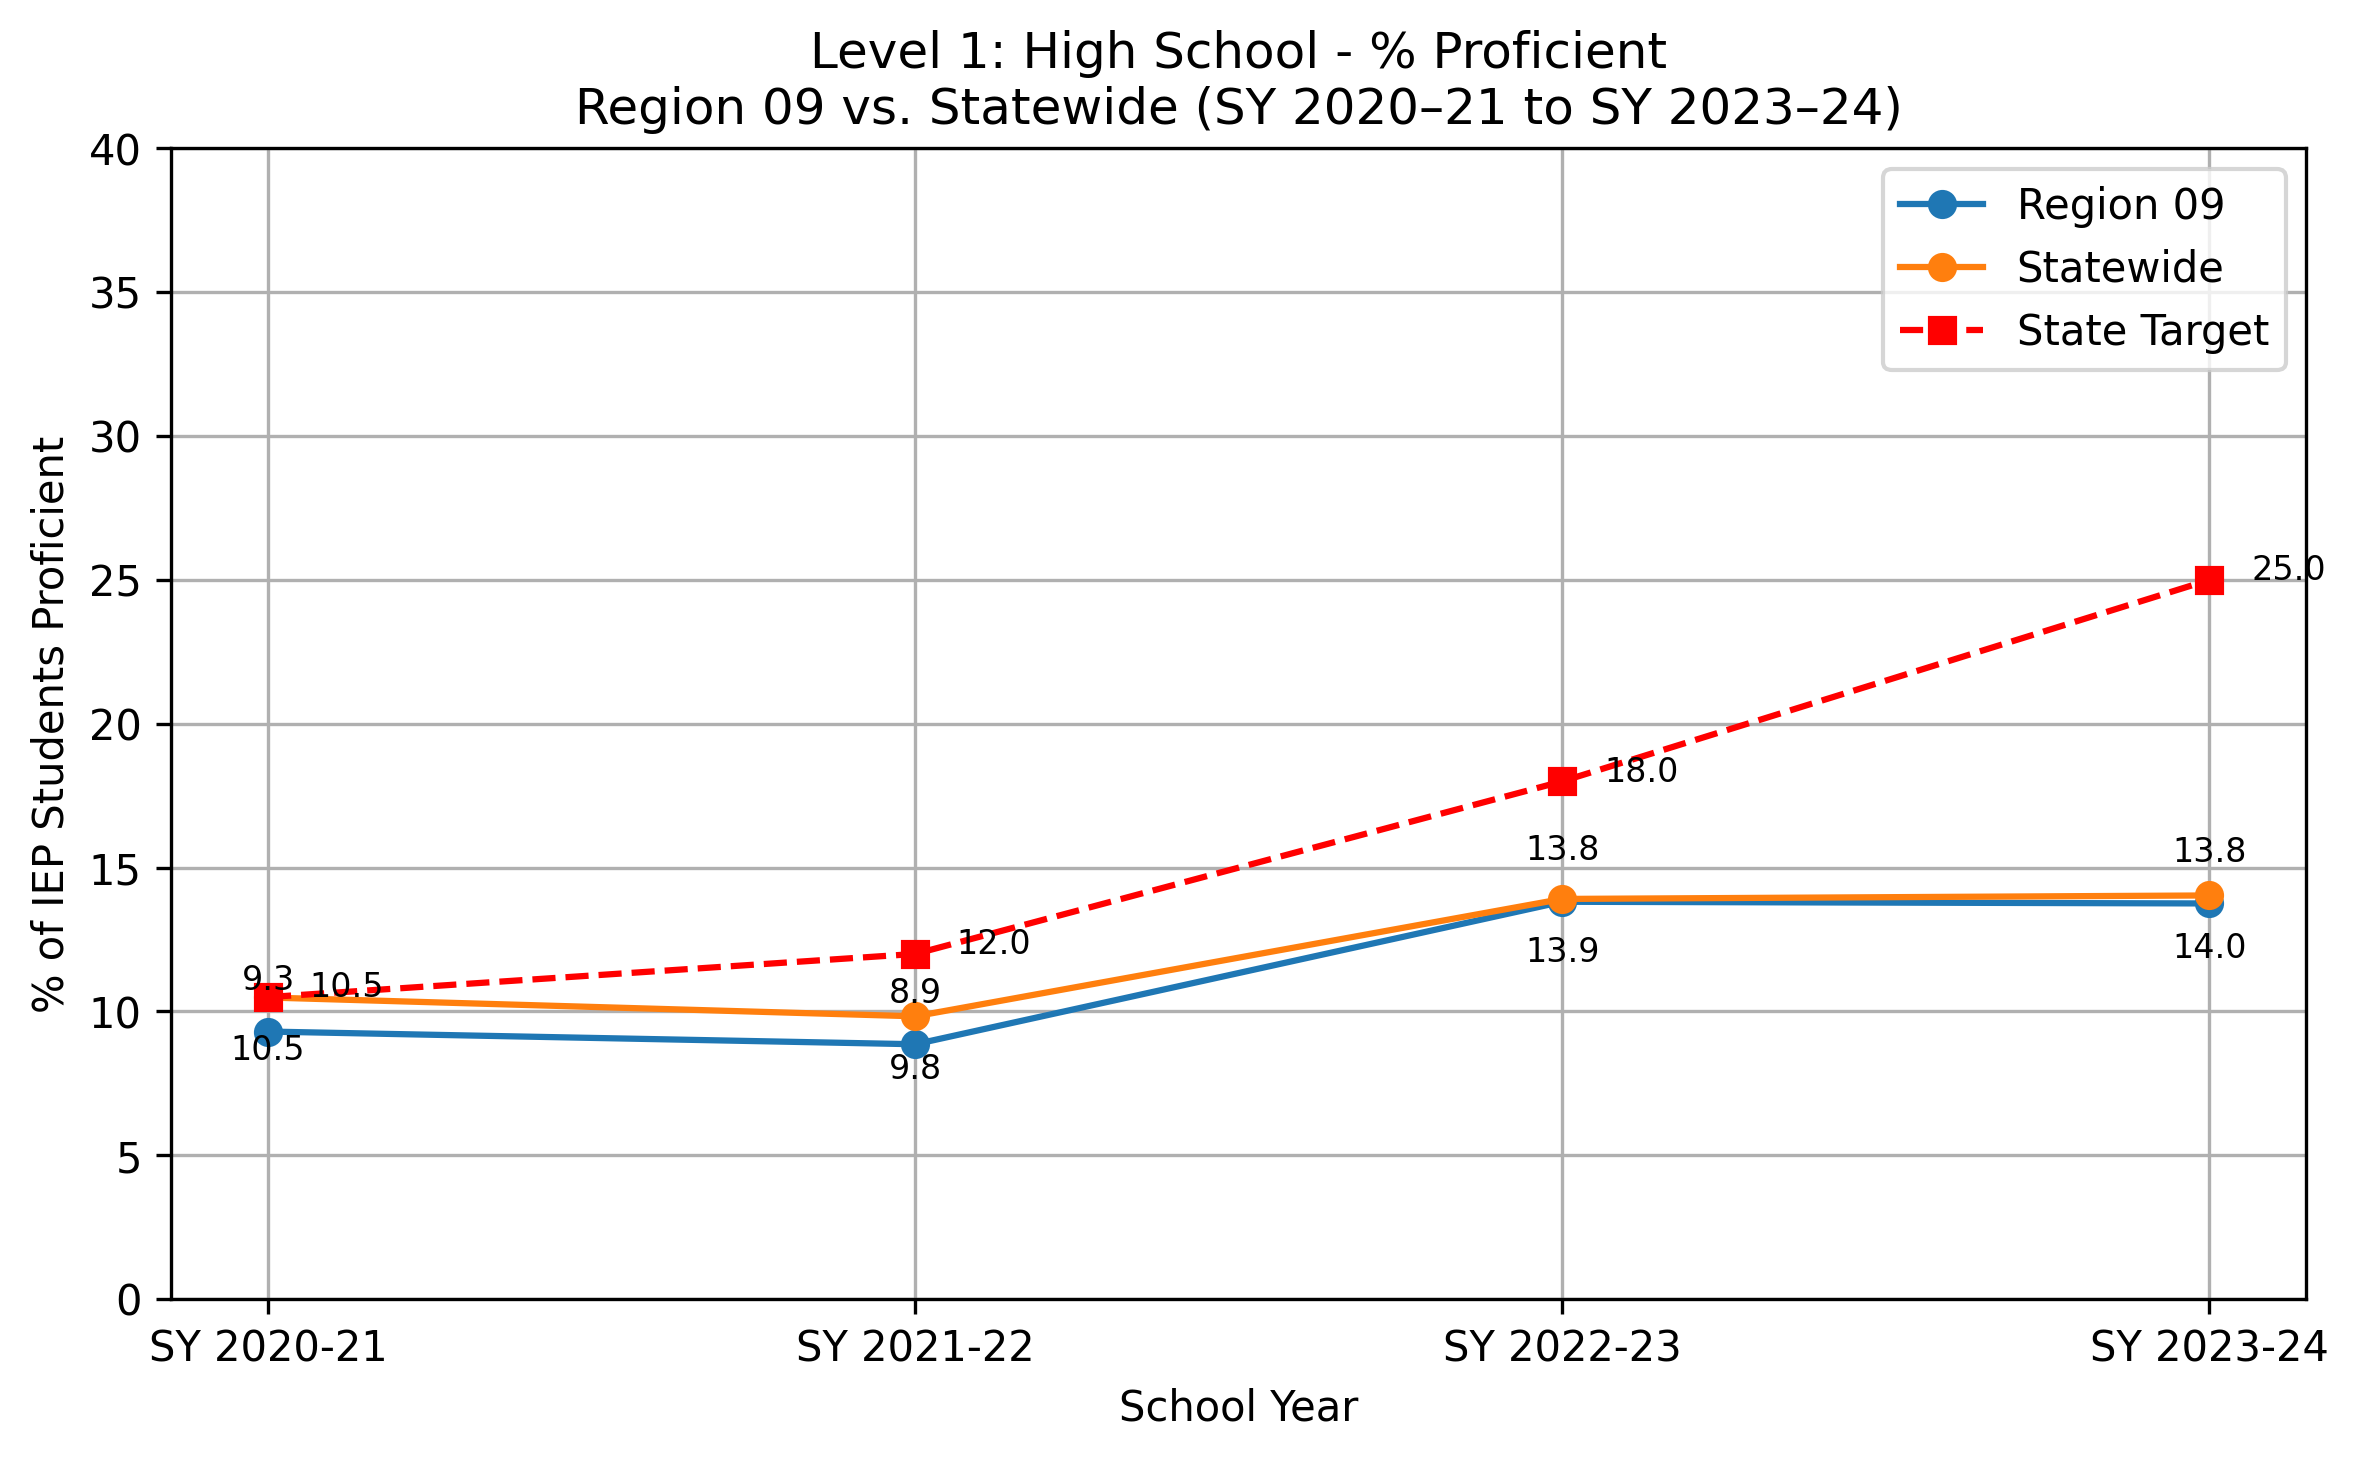 Level 1: High School - % Proficient
Region 09 vs. Statewide (SY 2020–21 to SY 2023–24)
% of IEP Students Proficient
40
35
30
25
20
15
10
5
0
Region 09
Statewide
State Target
9.3
10.5
10.5
12.0
8.9
9.8
18.0
13.8
13.9
25.0
13.8
14.0
SY 2020-21
SY 2021-22
SY 2022-23
SY 2023-24
School Year